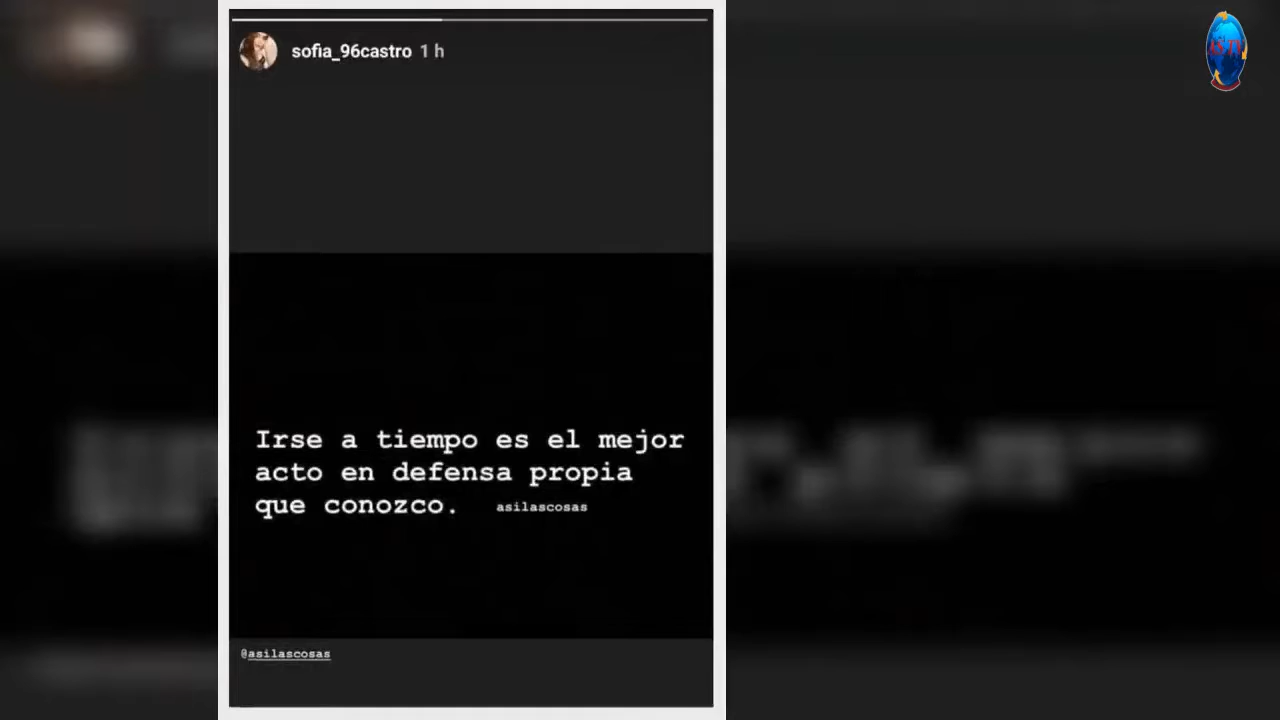 sofia_96castro 1 h
Irse a tiempo es el mejor
acto en defensa propia
que conozco. asilascosas
@asilascosas